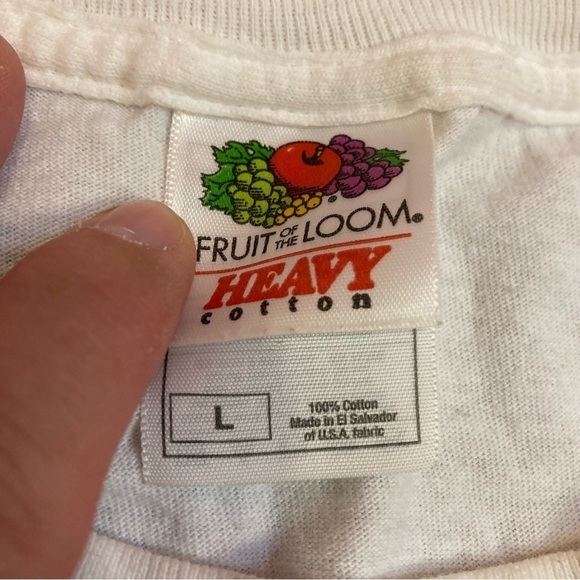 FRUIT OF THE LOOM®
HEAVY
cotton
L
100% Cotton
Made in El Salvador
of U.S.A. fabric